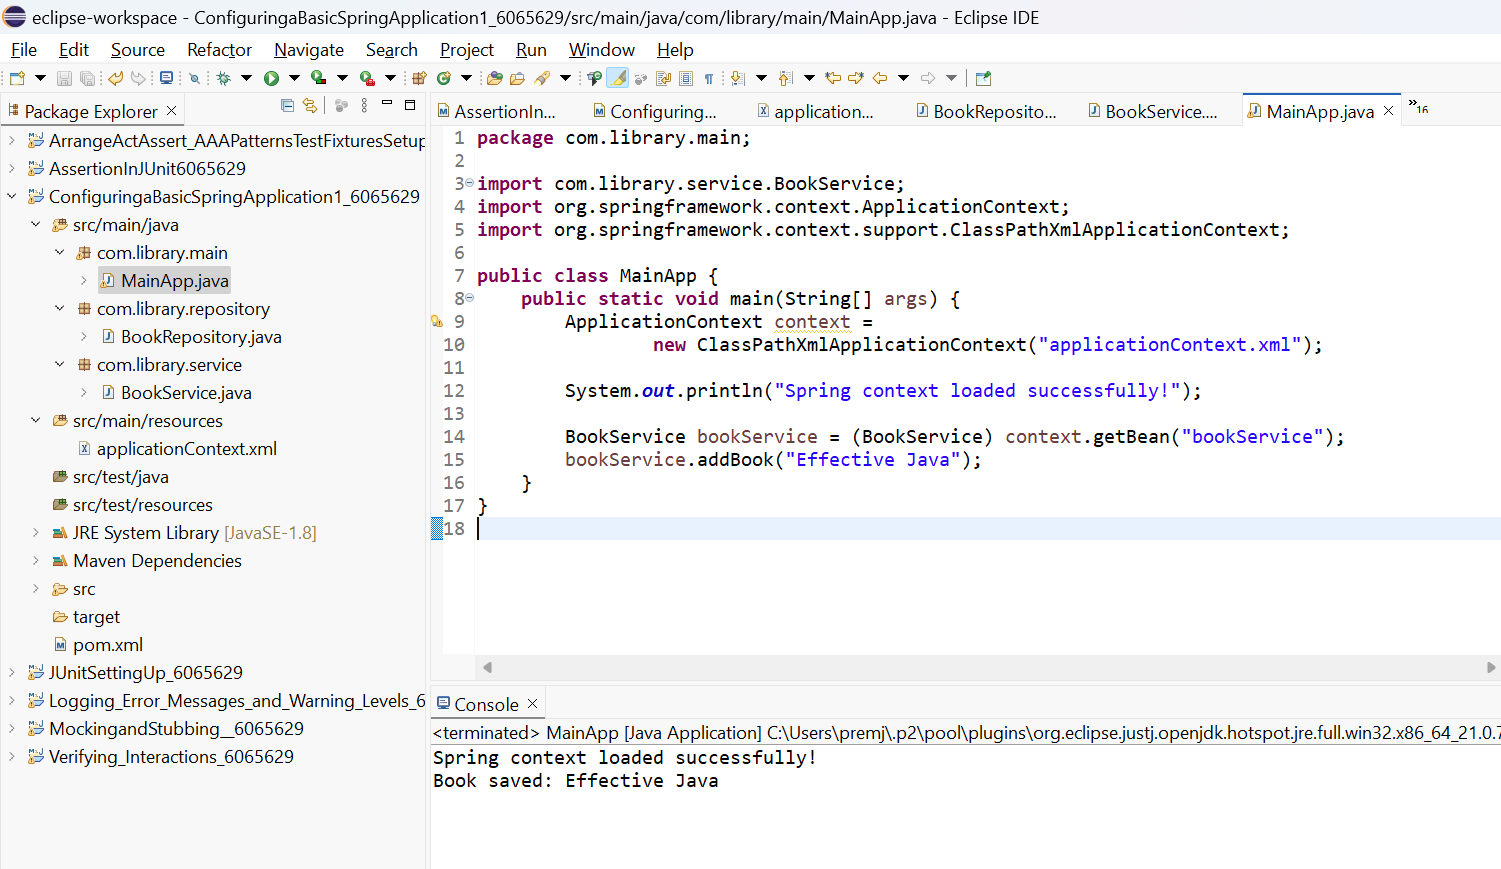 eclipse-workspace - ConfiguringaBasicSpringApplication1_6065629/src/main/java/com/library/main/MainApp.java - Eclipse IDE
File Edit Source Refactor Navigate Search Project Run Window Help
Package Explorer
ArrangeActAssert_AAAPatternsTestFixturesSetup
AssertionInJUnit6065629
ConfiguringaBasicSpringApplication1_6065629
src/main/java
com.library.main
MainApp.java
com.library.repository
BookRepository.java
com.library.service
BookService.java
src/main/resources
applicationContext.xml
src/test/java
src/test/resources
JRE System Library [JavaSE-1.8]
Maven Dependencies
src
target
pom.xml
JUnitSettingUp_6065629
Logging_Error_Messages_and_Warning_Levels_6
MockingandStubbing__6065629
Verifying_Interactions_6065629
AssertionIn... Configuring... application... BookReposito... BookService.... MainApp.java »16
1 package com.library.main;
2
3 import com.library.service.BookService;
4 import org.springframework.context.ApplicationContext;
5 import org.springframework.context.support.ClassPathXmlApplicationContext;
6
7 public class MainApp {
8 public static void main(String[] args) {
9 ApplicationContext context =
10 new ClassPathXmlApplicationContext("applicationContext.xml");
11
12 System.out.println("Spring context loaded successfully!");
13
14 BookService bookService = (BookService) context.getBean("bookService");
15 bookService.addBook("Effective Java");
16 }
17 }
18
Console
<terminated> MainApp [Java Application] C:\Users\premj\.p2\pool\plugins\org.eclipse.justj.openjdk.hotspot.jre.full.win32.x86_64_21.0.7
Spring context loaded successfully!
Book saved: Effective Java